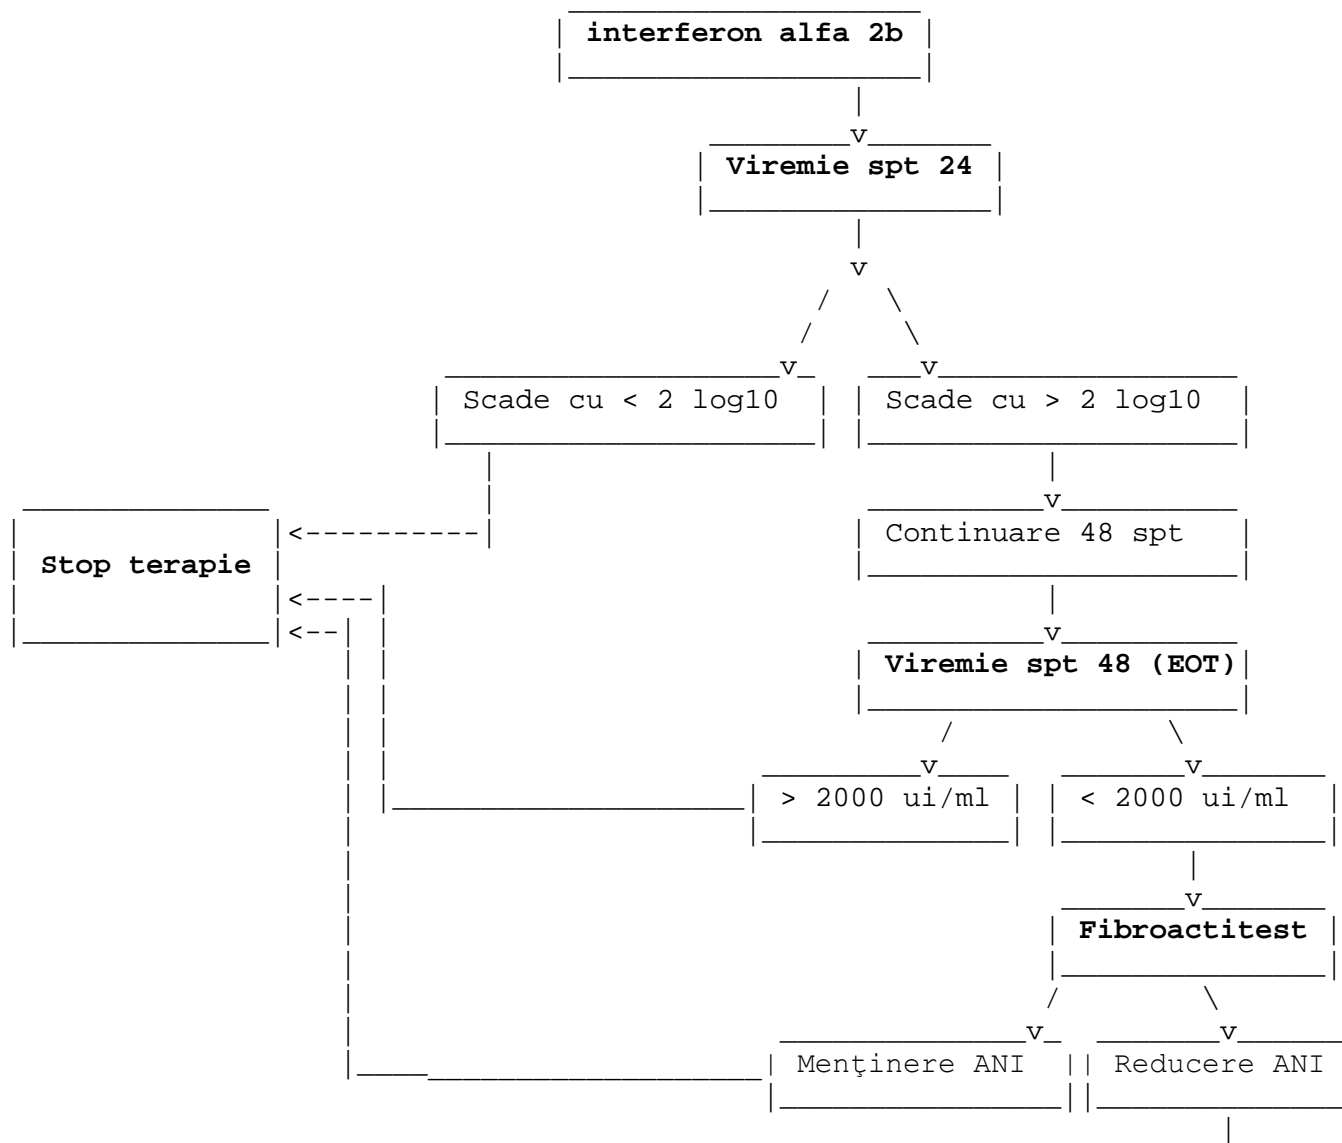 interferon alfa 2b
Viremie spt 24
Scade cu < 2 log10
Scade cu > 2 log10
Continuare 48 spt
Stop terapie
Viremie spt 48 (EOT)
> 2000 ui/ml
< 2000 ui/ml
Fibroactitest
Menţinere ANI
Reducere ANI